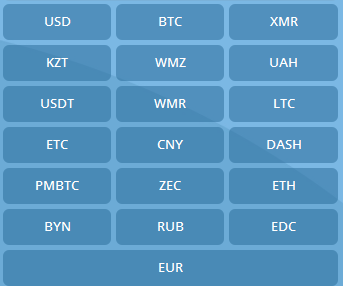 USD BTC XMR
KZT WMZ UAH
USDT WMR LTC
ETC CNY DASH
PMBTC ZEC ETH
BYN RUB EDC
EUR